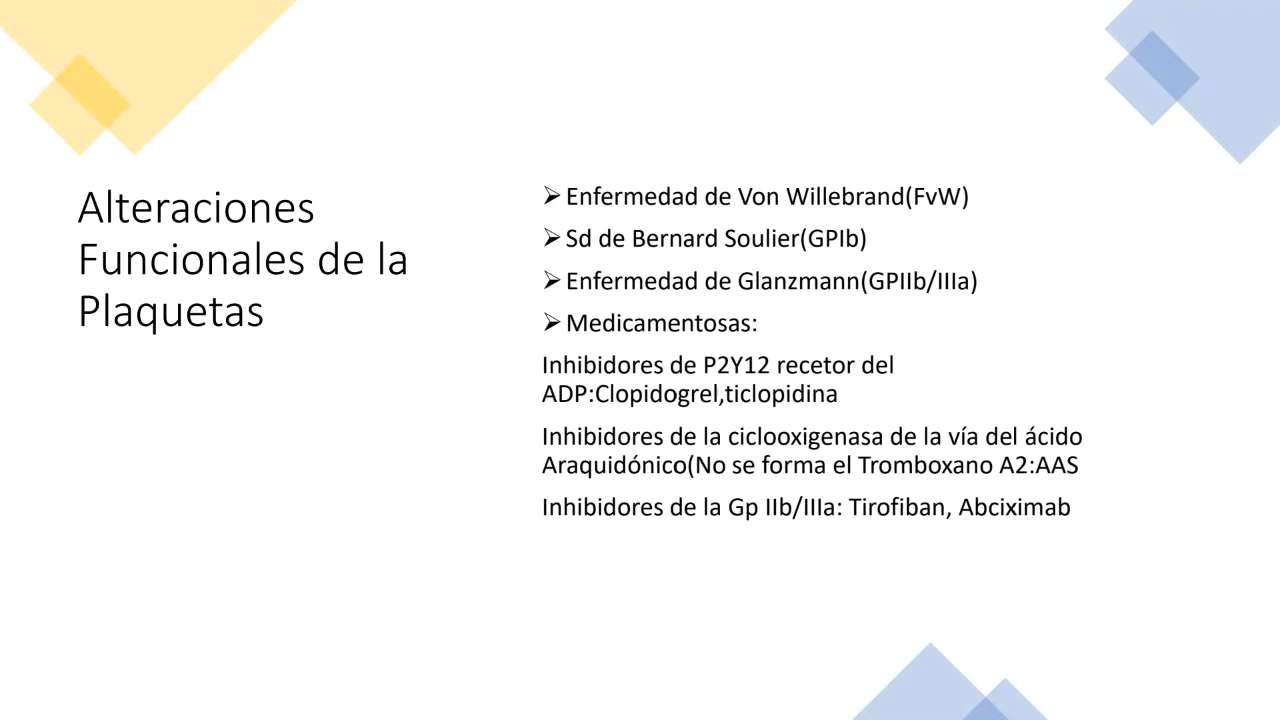 Alteraciones
Funcionales de la
Plaquetas
➢Enfermedad de Von Willebrand(FvW)
➢Sd de Bernard Soulier(GPIb)
➢Enfermedad de Glanzmann(GPIIb/IIIa)
➢Medicamentosas:
Inhibidores de P2Y12 recetor del
ADP:Clopidogrel,ticlopidina
Inhibidores de la ciclooxigenasa de la vía del ácido
Araquidónico(No se forma el Tromboxano A2:AAS
Inhibidores de la Gp IIb/IIIa: Tirofiban, Abciximab